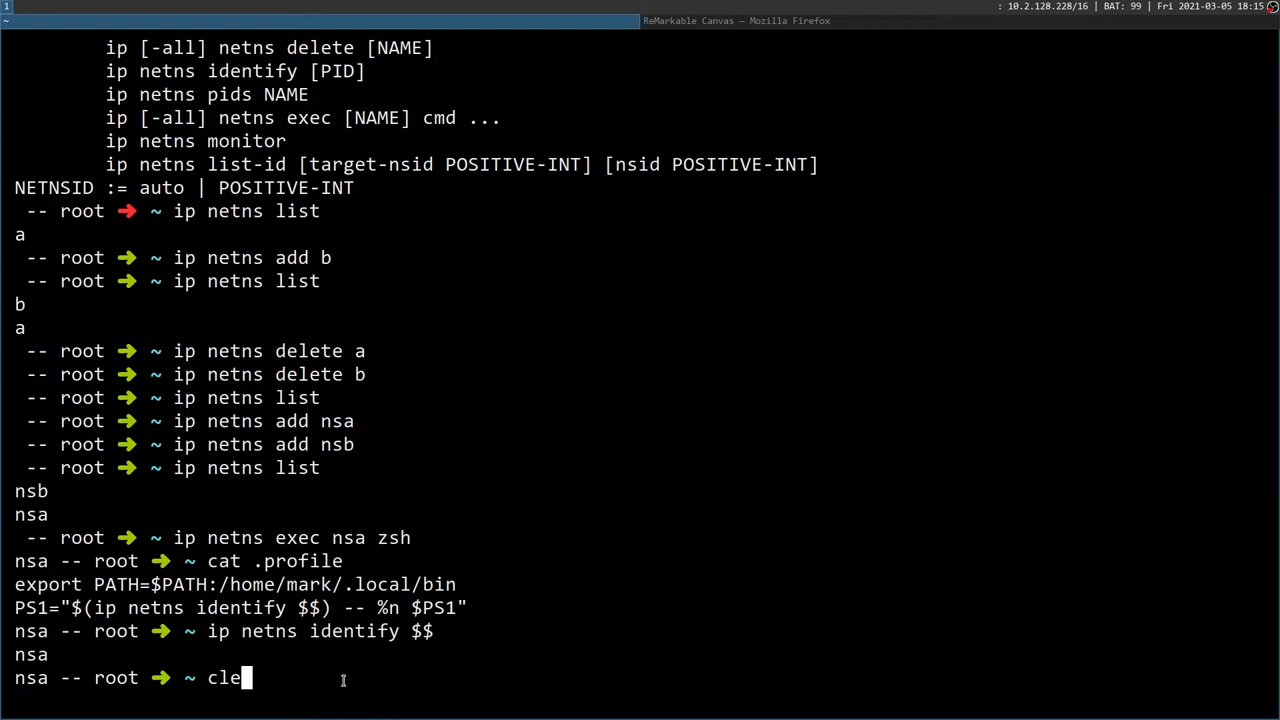 1
: 10.2.128.228/16 | BAT: 99 | Fri 2021-03-05 18:15
~
ReMarkable Canvas — Mozilla Firefox
ip [-all] netns delete [NAME]
ip netns identify [PID]
ip netns pids NAME
ip [-all] netns exec [NAME] cmd ...
ip netns monitor
ip netns list-id [target-nsid POSITIVE-INT] [nsid POSITIVE-INT]
NETNSID := auto | POSITIVE-INT
-- root ➜ ~ ip netns list
a
-- root ➜ ~ ip netns add b
-- root ➜ ~ ip netns list
b
a
-- root ➜ ~ ip netns delete a
-- root ➜ ~ ip netns delete b
-- root ➜ ~ ip netns list
-- root ➜ ~ ip netns add nsa
-- root ➜ ~ ip netns add nsb
-- root ➜ ~ ip netns list
nsb
nsa
-- root ➜ ~ ip netns exec nsa zsh
nsa -- root ➜ ~ cat .profile
export PATH=$PATH:/home/mark/.local/bin
PS1="$(ip netns identify $$) -- %n $PS1"
nsa -- root ➜ ~ ip netns identify $$
nsa
nsa -- root ➜ ~ cle